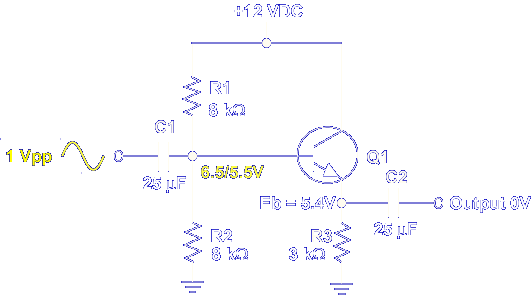 +12 VDC
R1
8 kΩ
C1
1 Vpp
6.5/5.5V
Q1
25 µF
C2
Eb = 5.4V
Output 0V
25 µF
R2
8 kΩ
R3
3 kΩ